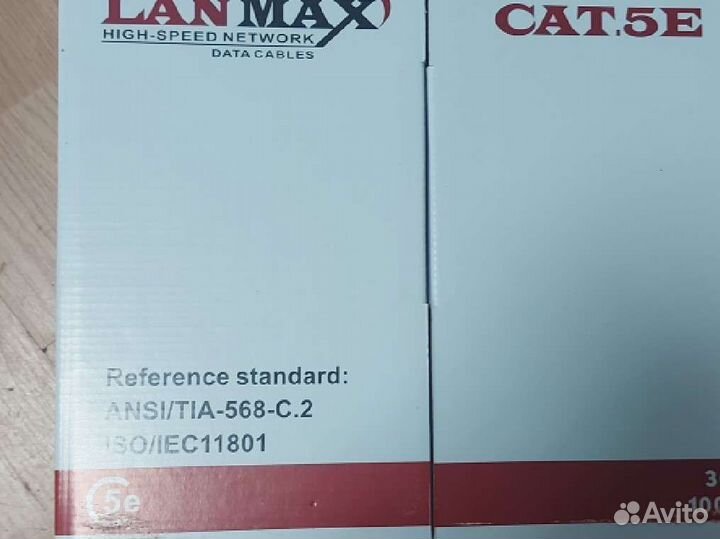 LANMAX
HIGH-SPEED NETWORK
DATA CABLES
CAT.5E
Reference standard:
ANSI/TIA-568-C.2
ISO/IEC11801
5e
Avito